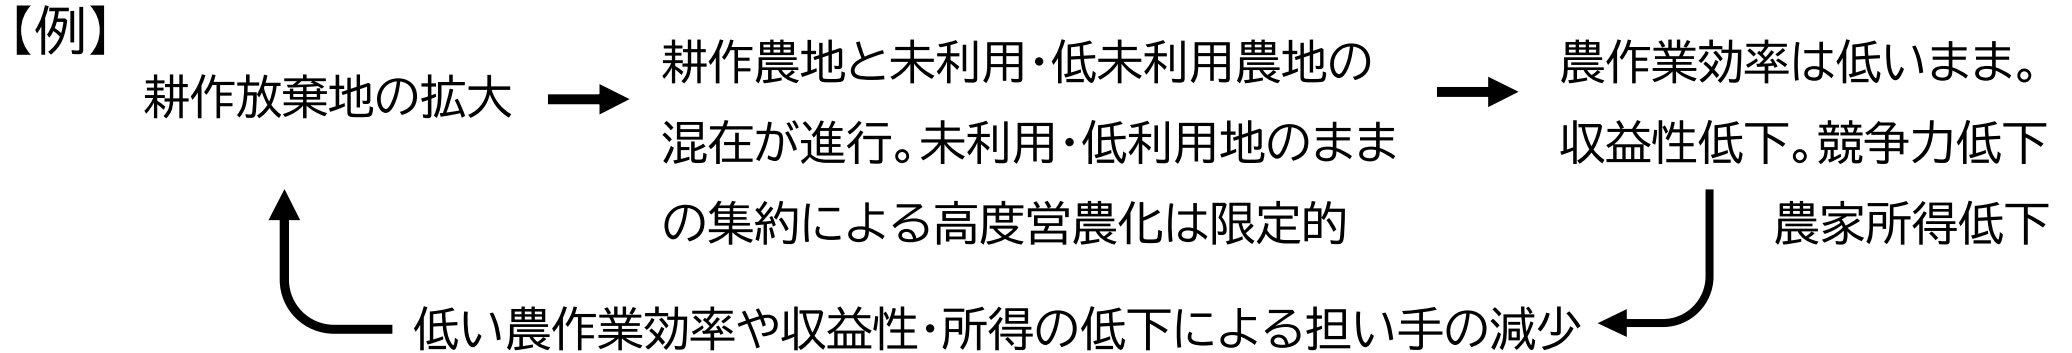 【例】
耕作放棄地の拡大
耕作農地と未利用・低未利用農地の
混在が進行。未利用・低利用地のまま
の集約による高度営農化は限定的
農作業効率は低いまま。
収益性低下。競争力低下
農家所得低下
低い農作業効率や収益性・所得の低下による担い手の減少